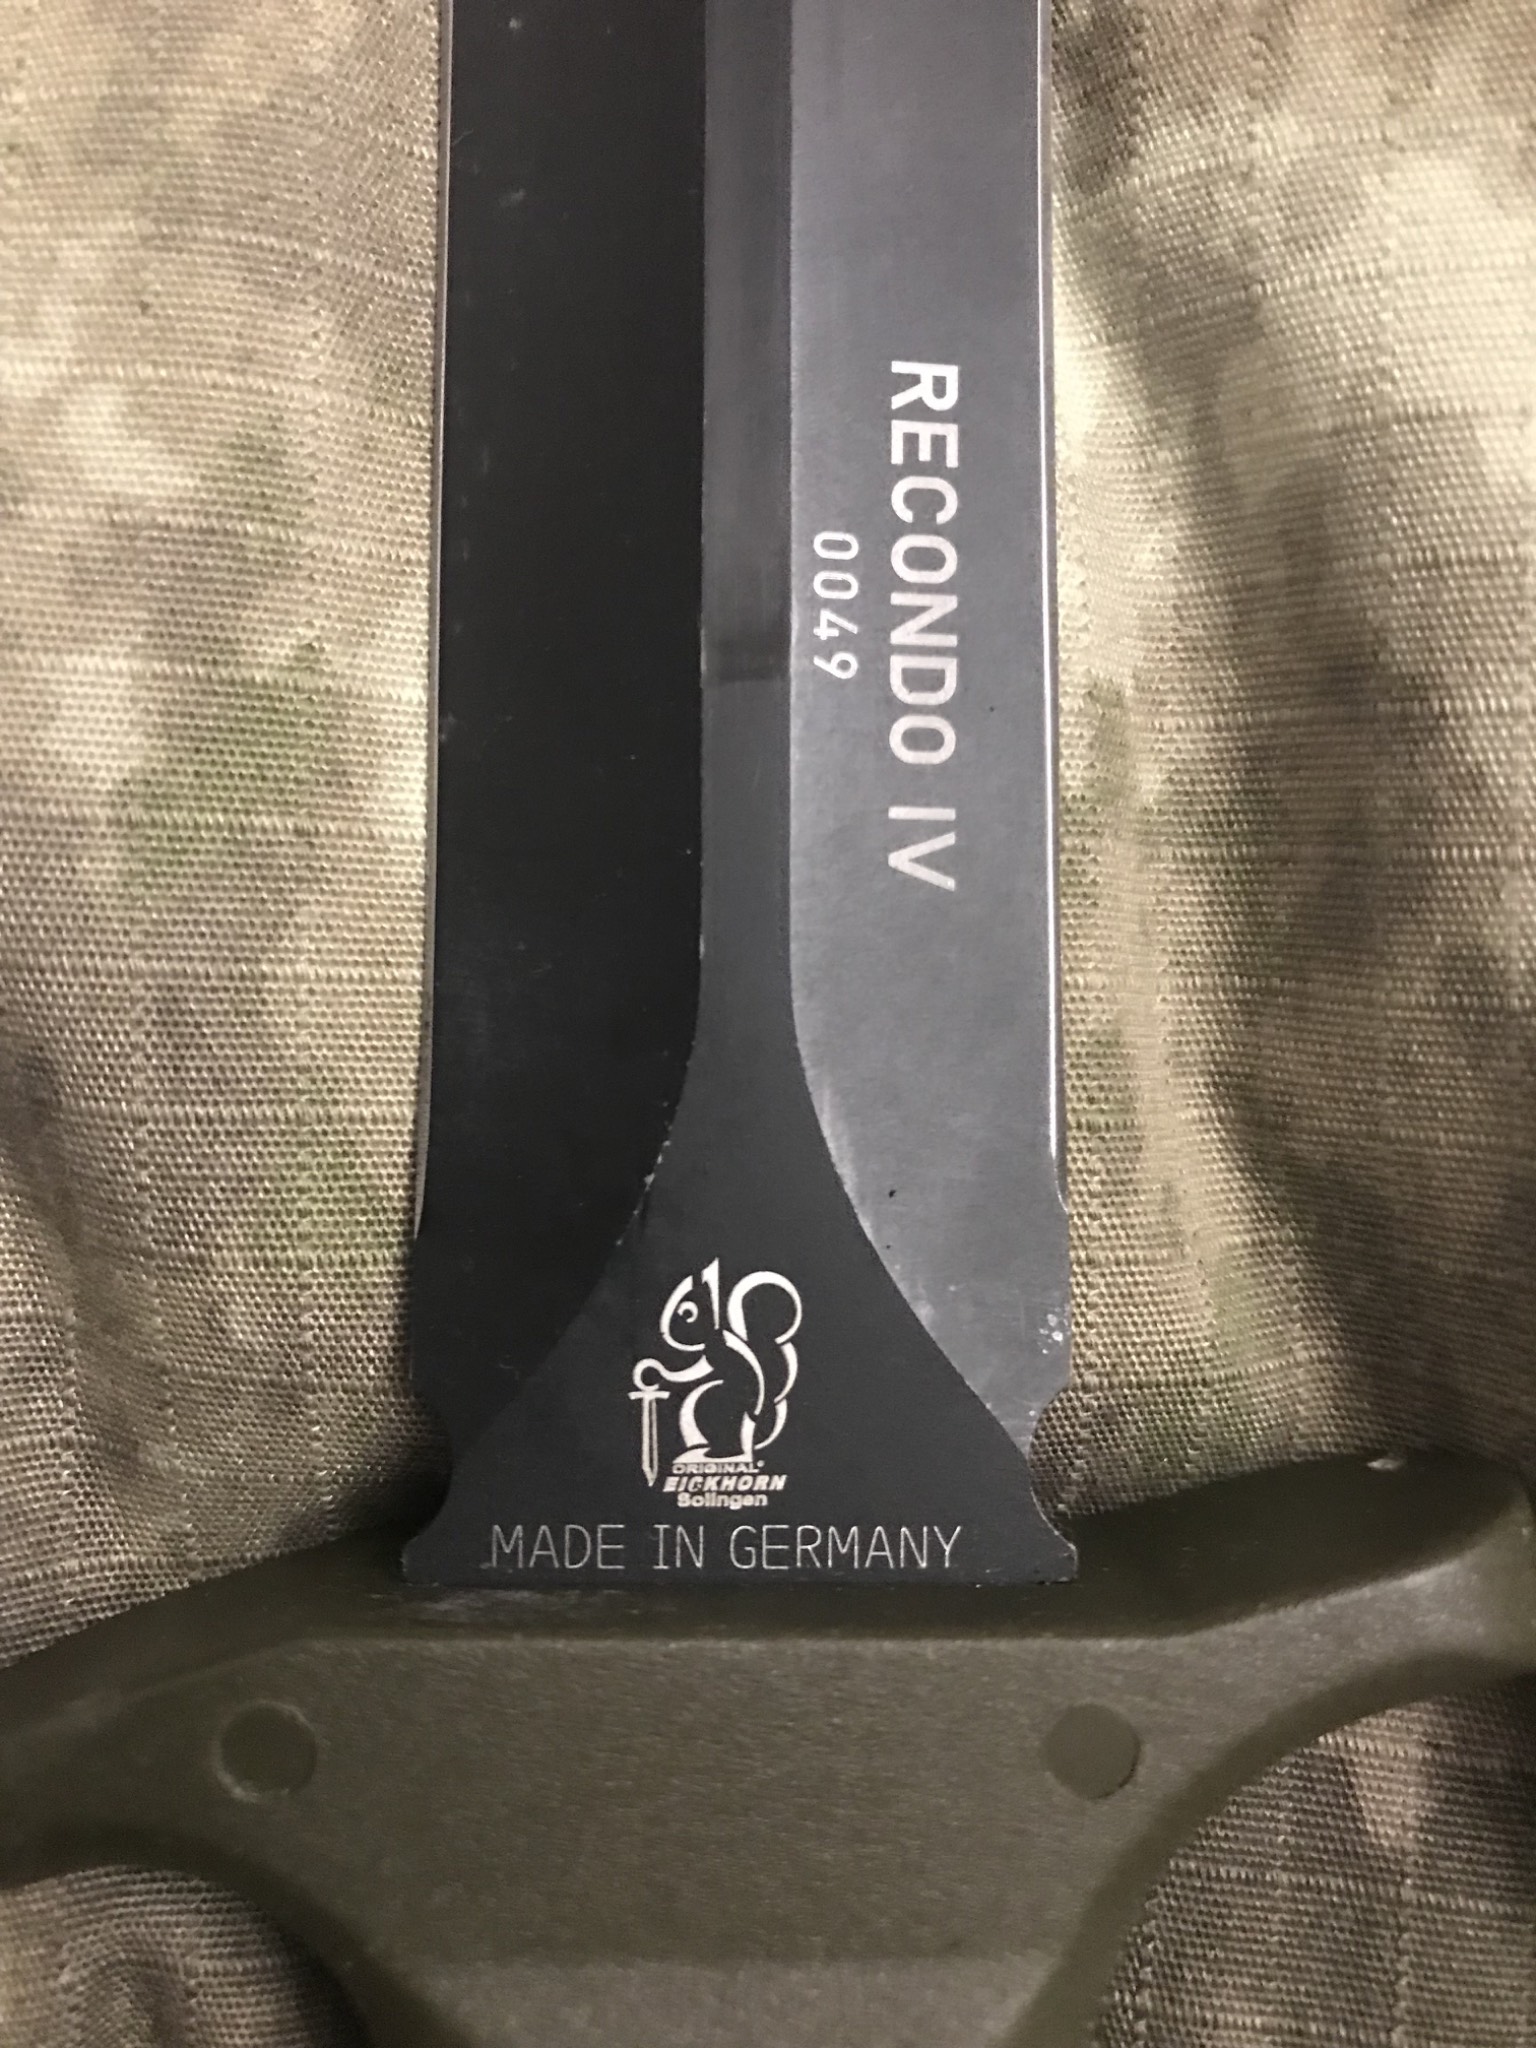 RECONDO IV
0049
ORIGINAL®
EICKHORN
Solingen
MADE IN GERMANY